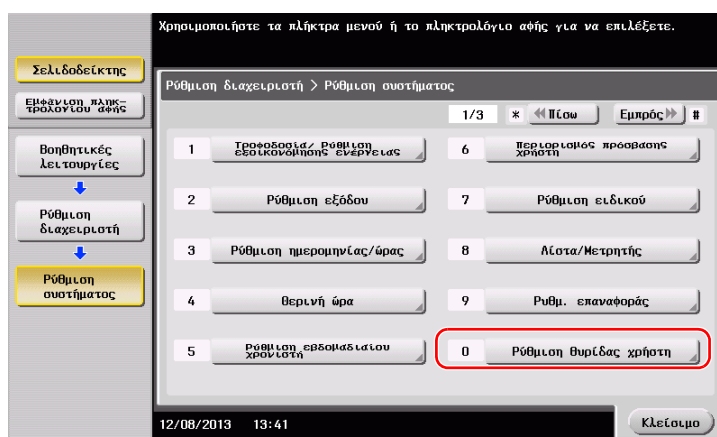 Χρησιμοποιήστε τα πλήκτρα μενού ή το πληκτρολόγιο αφής για να επιλέξετε.
Σελιδοδείκτης
Εμφάνιση πληκ-
τρολογίου αφής
Βοηθητικές
λειτουργίες
Ρύθμιση
διαχειριστή
Ρύθμιση
συστήματος
Ρύθμιση διαχειριστή > Ρύθμιση συστήματος
1/3 * Πίσω Εμπρός #
1 Τροφοδοσία/ Ρύθμιση
εξοικονόμησης ενέργειας
2 Ρύθμιση εξόδου
3 Ρύθμιση ημερομηνίας/ώρας
4 Θερινή ώρα
5 Ρύθμιση εβδομαδιαίου
χρονιστή
6 Περιορισμός πρόσβασης
χρήστη
7 Ρύθμιση ειδικού
8 Λίστα/Μετρητής
9 Ρυθμ. επαναφοράς
0 Ρύθμιση θυρίδας χρήστη
12/08/2013 13:41
Κλείσιμο